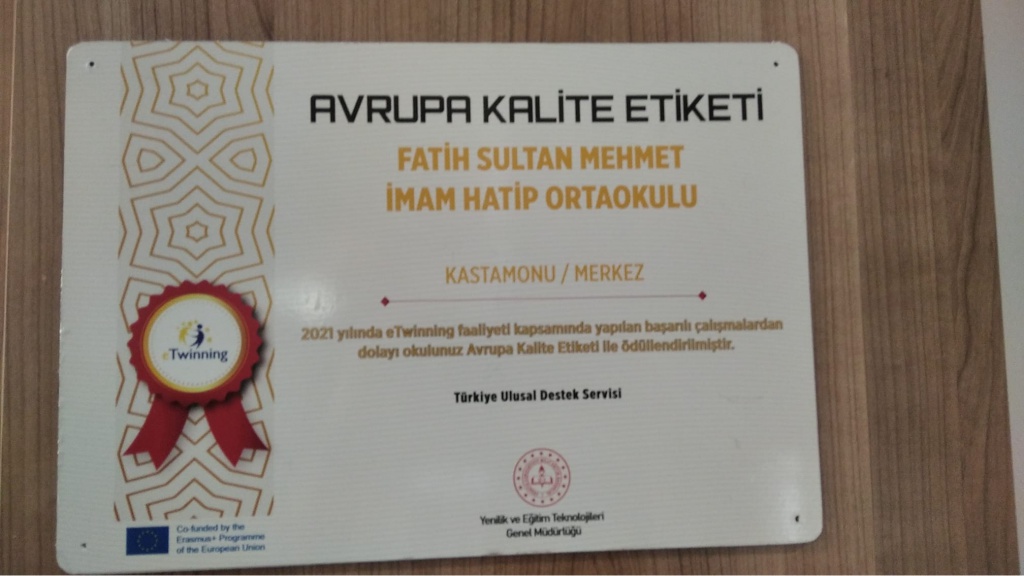 AVRUPA KALİTE ETİKETİ
FATİH SULTAN MEHMET
İMAM HATİP ORTAOKULU
KASTAMONU / MERKEZ
2021 yılında eTwinning faaliyeti kapsamında yapılan başarılı çalışmalardan
dolayı okulunuz Avrupa Kalite Etiketi ile ödüllendirilmiştir.
eTwinning
Türkiye Ulusal Destek Servisi
Yenilik ve Eğitim Teknolojileri
Genel Müdürlüğü
Co-funded by the
Erasmus+ Programme
of the European Union